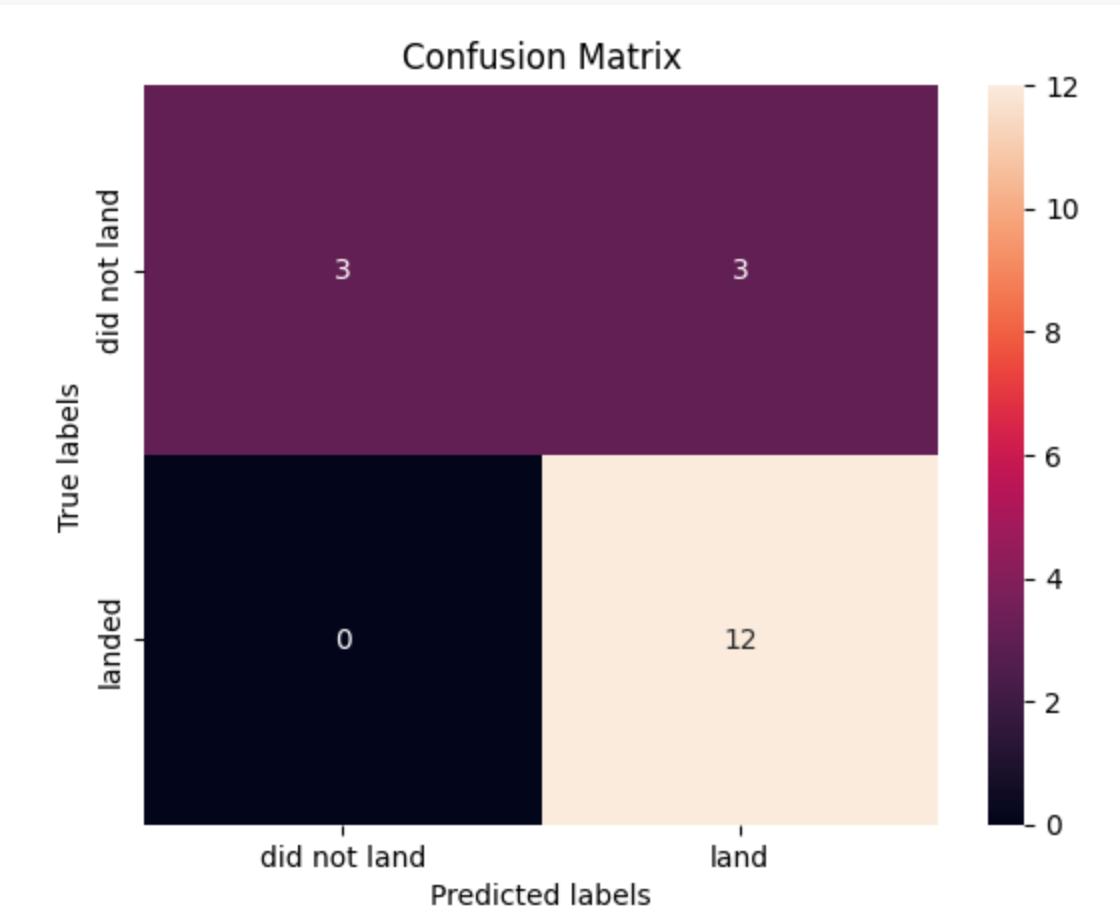 Confusion Matrix
did not land
landed
True labels
3
3
0
12
did not land
land
Predicted labels
12
10
8
6
4
2
0